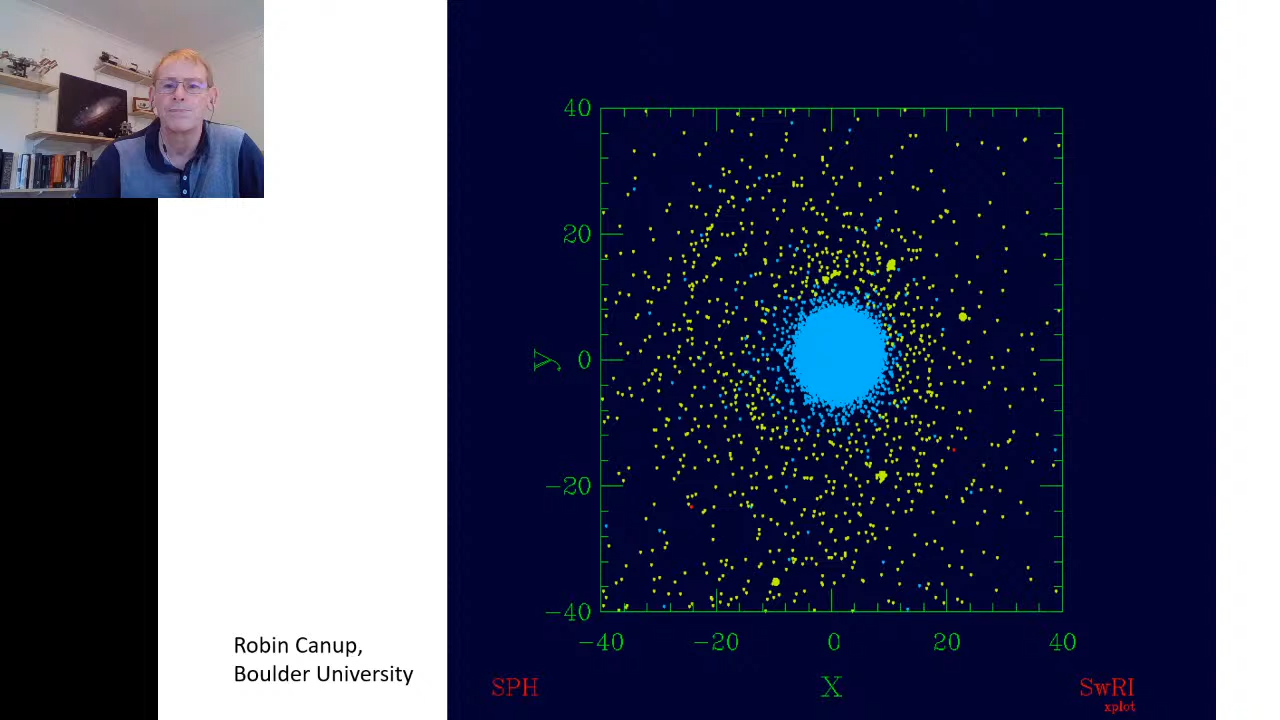 40
20
y 0
−20
−40
−40 −20 0 20 40
SPH X SwRI
xplot
Robin Canup,
Boulder University